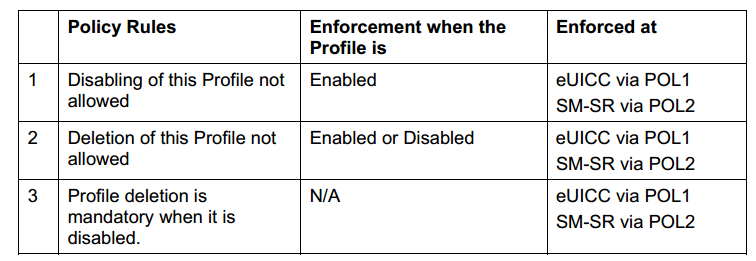 Policy Rules
Enforcement when the
Profile is
Enforced at
1
Disabling of this Profile not
allowed
Enabled
eUICC via POL1
SM-SR via POL2
2
Deletion of this Profile not
allowed
Enabled or Disabled
eUICC via POL1
SM-SR via POL2
3
Profile deletion is
mandatory when it is
disabled.
N/A
eUICC via POL1
SM-SR via POL2